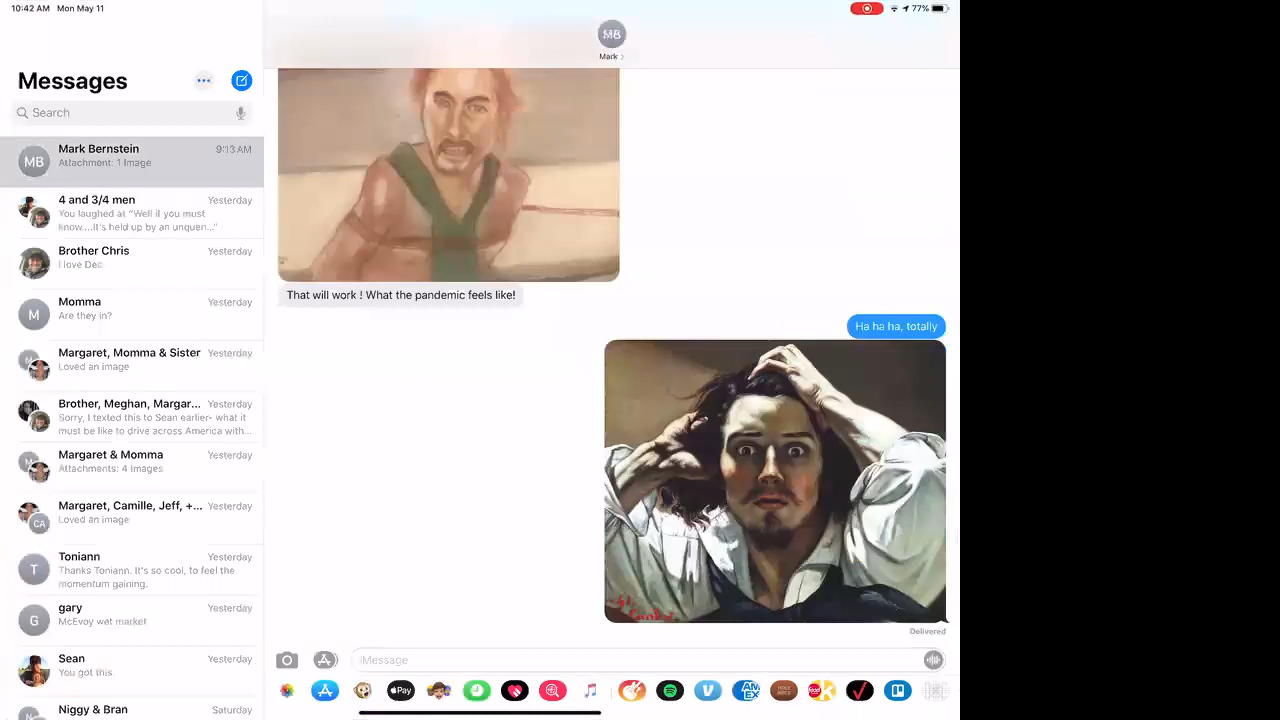 10:42 AM Mon May 11
77%
Messages
Search
MB
Mark Bernstein
9:13 AM
Attachment: 1 Image
4 and 3/4 men
Yesterday
You laughed at “Well if you must
know....It's held up by an unquen...”
Brother Chris
Yesterday
I love Dec
M
Momma
Yesterday
Are they in?
Margaret, Momma & Sister
Yesterday
Loved an image
Brother, Meghan, Margar...
Yesterday
Sorry, I texted this to Sean earlier- what it
must be like to drive across America with...
Margaret & Momma
Yesterday
Attachments: 4 Images
CA
Margaret, Camille, Jeff, +...
Yesterday
Loved an image
T
Toniann
Yesterday
Thanks Toniann. It's so cool, to feel the
momentum gaining.
G
gary
Yesterday
McEvoy wet market
Sean
Yesterday
You got this.
Niggy & Bran
Saturday
MB
Mark >
That will work ! What the pandemic feels like!
Ha ha ha, totally
Delivered
iMessage
Pay
AM
EX